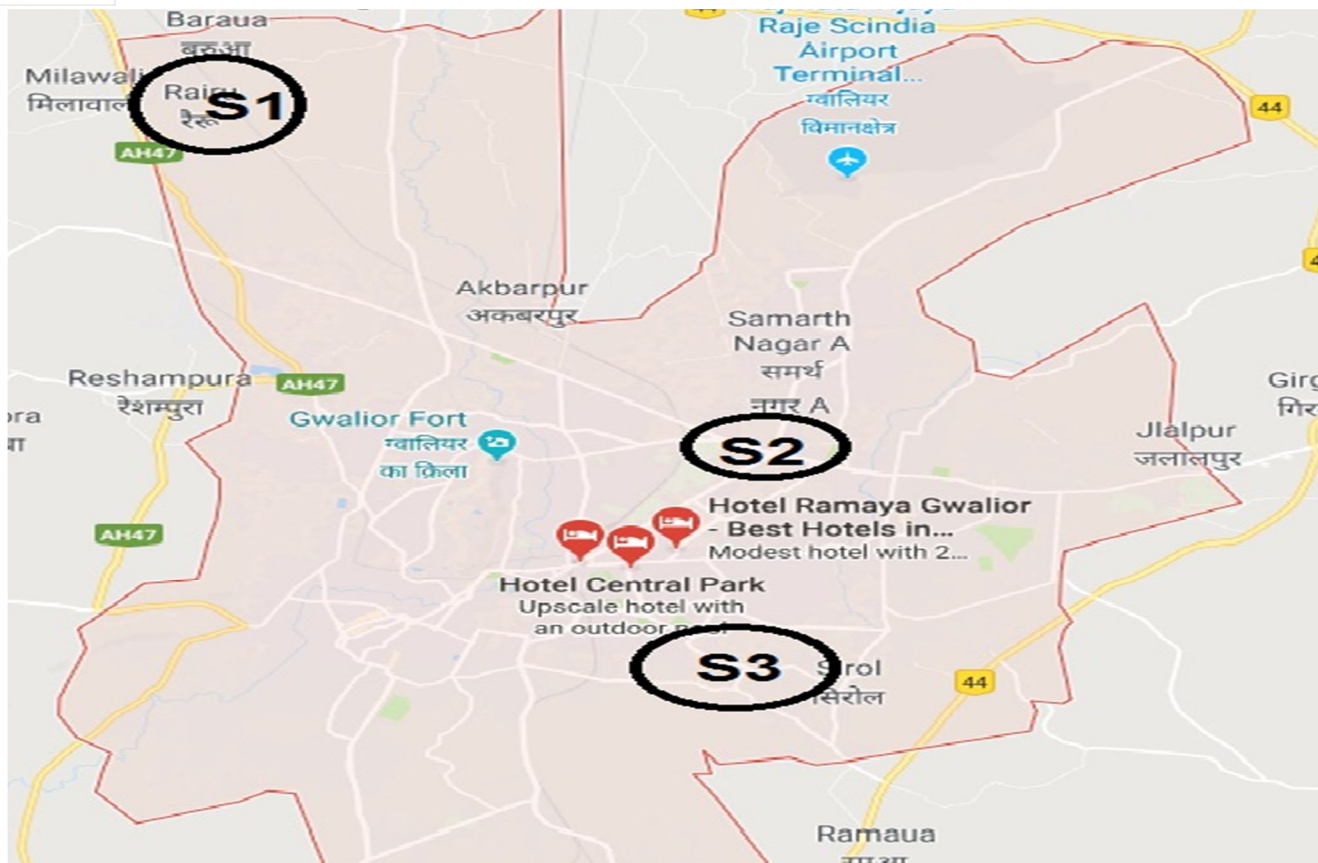 Baraua
बरुआ
Raje Scindia
Airport
Terminal...
ग्वालियर
विमानक्षेत्र
44
Milawali
मिलावाली
Rairu
रैरू
S1
44
AH47
Akbarpur
अकबरपुर
Samarth
Nagar A
समर्थ
नगर A
Reshampura
रेशम्पुरा
AH47
Gwalior Fort
ग्वालियर
का क़िला
S2
Jlalpur
जलालपुर
Hotel Ramaya Gwalior
- Best Hotels in...
Modest hotel with 2...
AH47
Hotel Central Park
Upscale hotel with
an outdoor
S3
Sirol
सिरोल
44
Ramaua